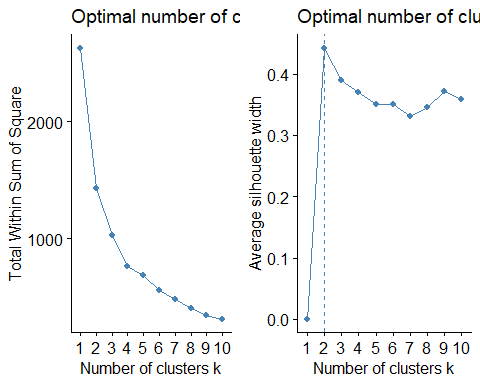 Optimal number of c
Total Within Sum of Square
2000
1000
1 2 3 4 5 6 7 8 9 10
Number of clusters k
Optimal number of clu
Average silhouette width
0.4
0.3
0.2
0.1
0.0
1 2 3 4 5 6 7 8 9 10
Number of clusters k